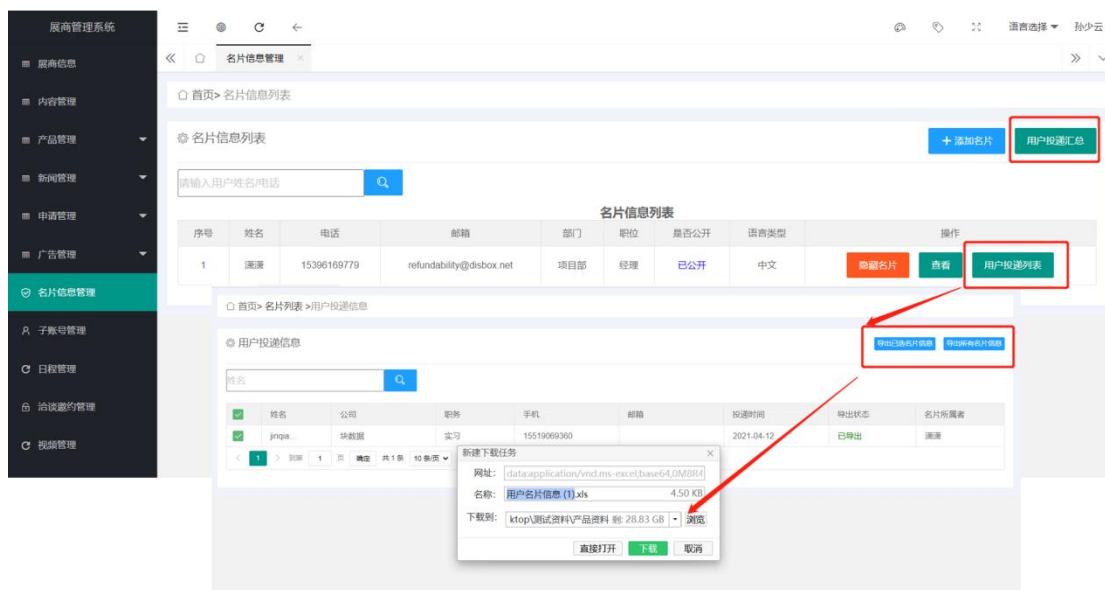 展商管理系统
语言选择 孙少云
展商信息
内容管理
产品管理
新闻管理
申请管理
广告管理
名片信息管理
子账号管理
日程管理
洽谈邀约管理
视频管理
名片信息管理 ×
首页> 名片信息列表
名片信息列表
+ 添加名片 用户投递汇总
请输入用户姓名/电话
名片信息列表
序号 姓名 电话 邮箱 部门 职位 是否公开 语言类型 操作
1 潇潇 15396169779 refundability@disbox.net 项目部 经理 已公开 中文 隐藏名片 查看 用户投递列表
首页> 名片列表 >用户投递信息
用户投递信息
导出已选名片信息 导出所有名片信息
姓名
姓名 公司 职务 手机 邮箱 投递时间 导出状态 名片所属者
jinqia... 块数据 实习 15519069360 2021-04-12... 已导出 潇潇
1 到第 1 页 确定 共 1 条 10 条/页
新建下载任务
网址: data:application/vnd.ms-excel;base64,0M8R4
名称: 用户名片信息 (1).xls 4.50 KB
下载到: ktop\测试资料\产品资料 剩: 28.83 GB 浏览
直接打开 下载 取消